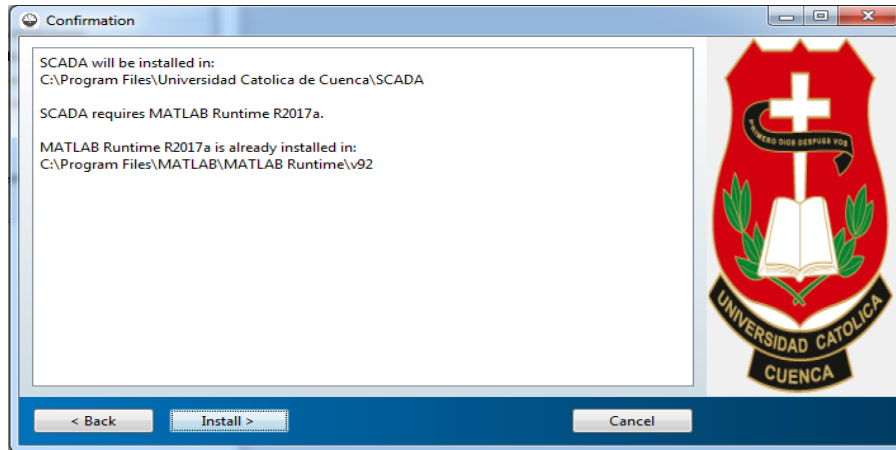 Confirmation
SCADA will be installed in:
C:\Program Files\Universidad Catolica de Cuenca\SCADA
SCADA requires MATLAB Runtime R2017a.
MATLAB Runtime R2017a is already installed in:
C:\Program Files\MATLAB\MATLAB Runtime\v92
PRIMERO DIOS DESPUES VOS
UNIVERSIDAD CATOLICA
CUENCA
< Back
Install >
Cancel